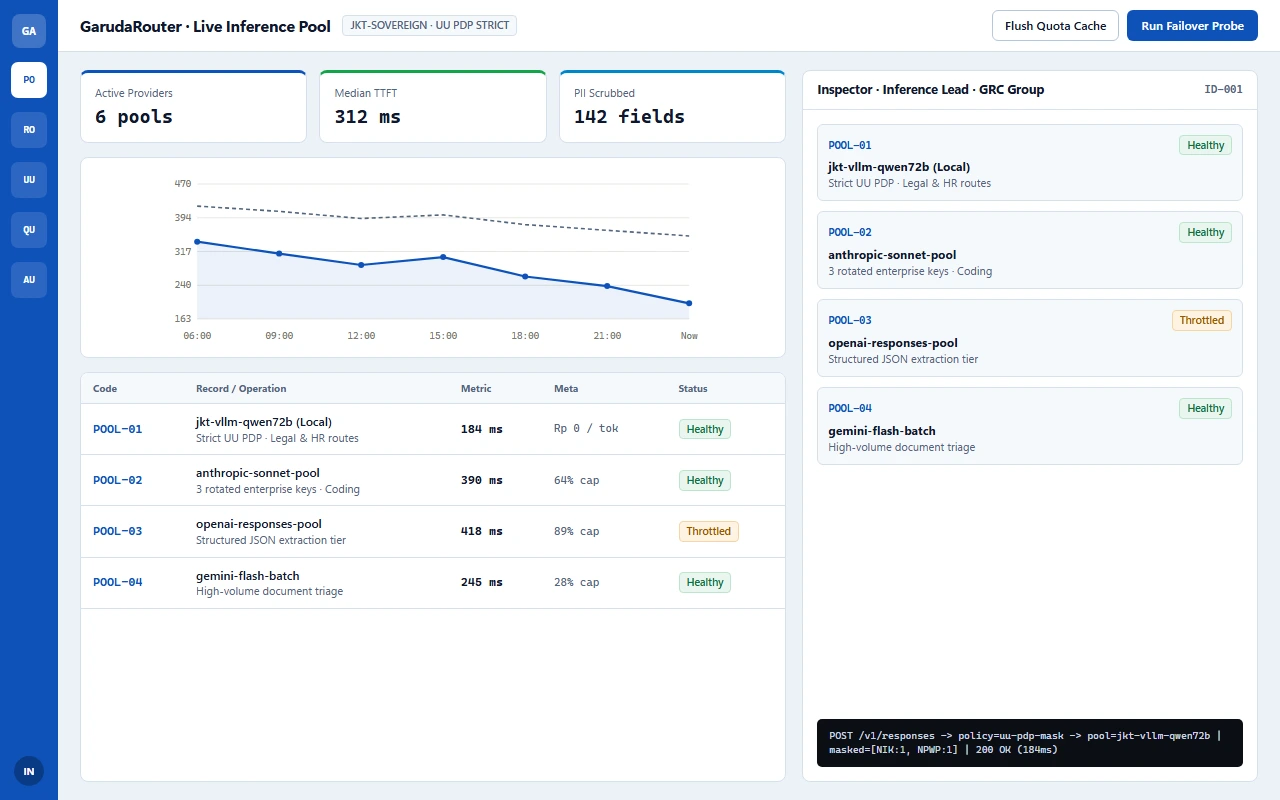 GA
PO
RO
UU
QU
AU
IN
GarudaRouter · Live Inference Pool
JKT-SOVEREIGN · UU PDP STRICT
Flush Quota Cache
Run Failover Probe
Active Providers
6 pools
Median TTFT
312 ms
PII Scrubbed
142 fields
470
394
317
240
163
06:00 09:00 12:00 15:00 18:00 21:00 Now
Code Record / Operation Metric Meta Status
POOL-01 jkt-vllm-qwen72b (Local) 184 ms Rp 0 / tok Healthy
Strict UU PDP · Legal & HR routes
POOL-02 anthropic-sonnet-pool 390 ms 64% cap Healthy
3 rotated enterprise keys · Coding
POOL-03 openai-responses-pool 418 ms 89% cap Throttled
Structured JSON extraction tier
POOL-04 gemini-flash-batch 245 ms 28% cap Healthy
High-volume document triage
Inspector · Inference Lead · GRC Group ID-001
POOL-01 Healthy
jkt-vllm-qwen72b (Local)
Strict UU PDP · Legal & HR routes
POOL-02 Healthy
anthropic-sonnet-pool
3 rotated enterprise keys · Coding
POOL-03 Throttled
openai-responses-pool
Structured JSON extraction tier
POOL-04 Healthy
gemini-flash-batch
High-volume document triage
POST /v1/responses -> policy=uu-pdp-mask -> pool=jkt-vllm-qwen72b |
masked=[NIK:1, NPWP:1] | 200 OK (184ms)